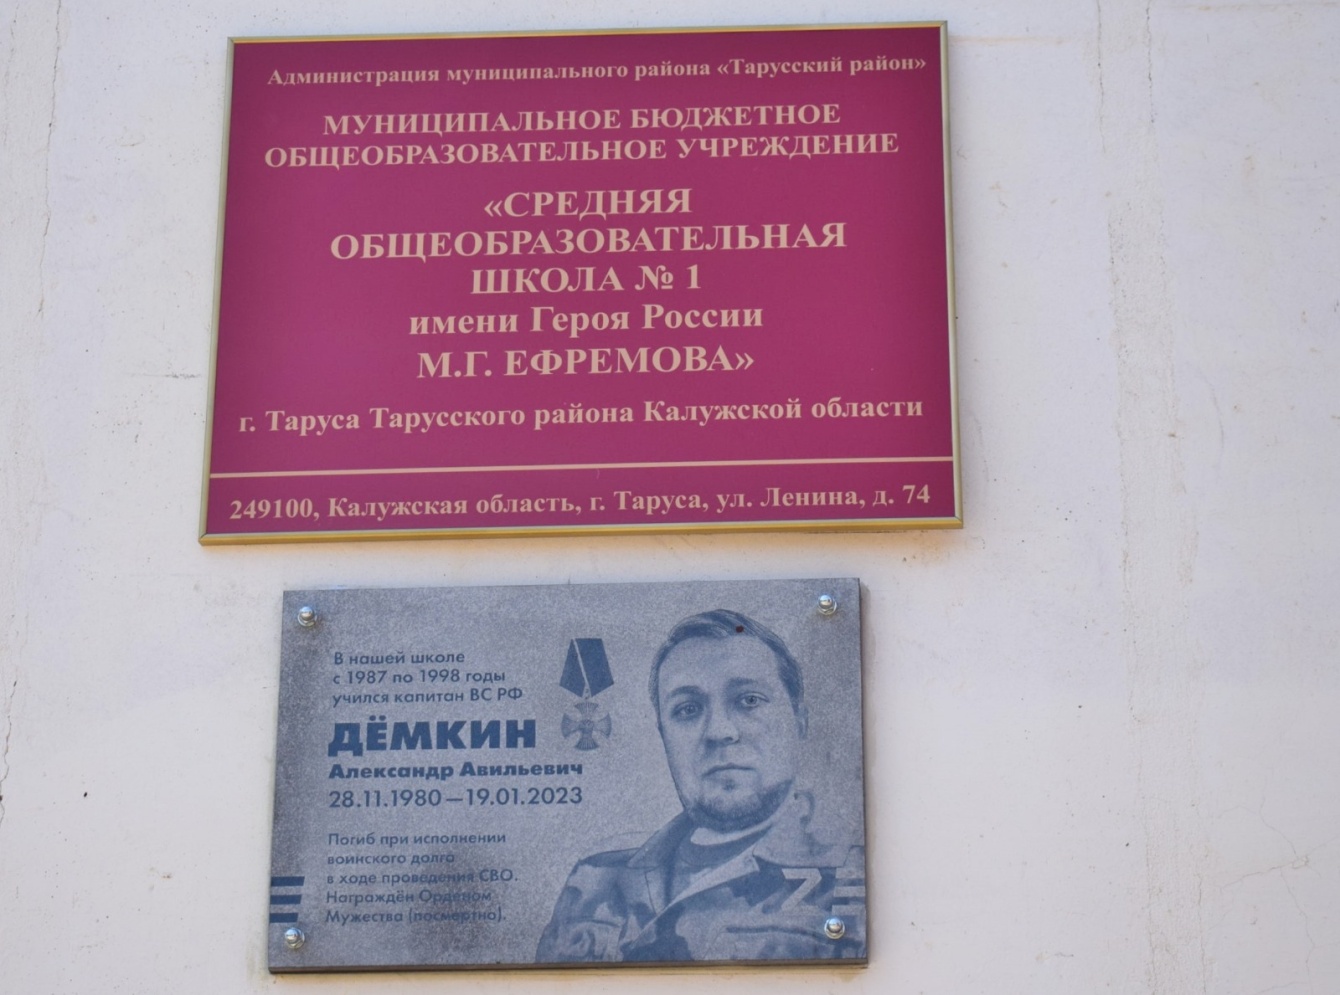 Администрация муниципального района «Тарусский район»
МУНИЦИПАЛЬНОЕ БЮДЖЕТНОЕ
ОБЩЕОБРАЗОВАТЕЛЬНОЕ УЧРЕЖДЕНИЕ
«СРЕДНЯЯ
ОБЩЕОБРАЗОВАТЕЛЬНАЯ
ШКОЛА № 1
имени Героя России
М.Г. ЕФРЕМОВА»
г. Таруса Тарусского района Калужской области
249100, Калужская область, г. Таруса, ул. Ленина, д. 74
В нашей школе
с 1987 по 1998 годы
учился капитан ВС РФ
ДЁМКИН
Александр Авильевич
28.11.1980 — 19.01.2023
Погиб при исполнении
воинского долга
в ходе проведения СВО.
Награждён Орденом
Мужества (посмертно).
Z